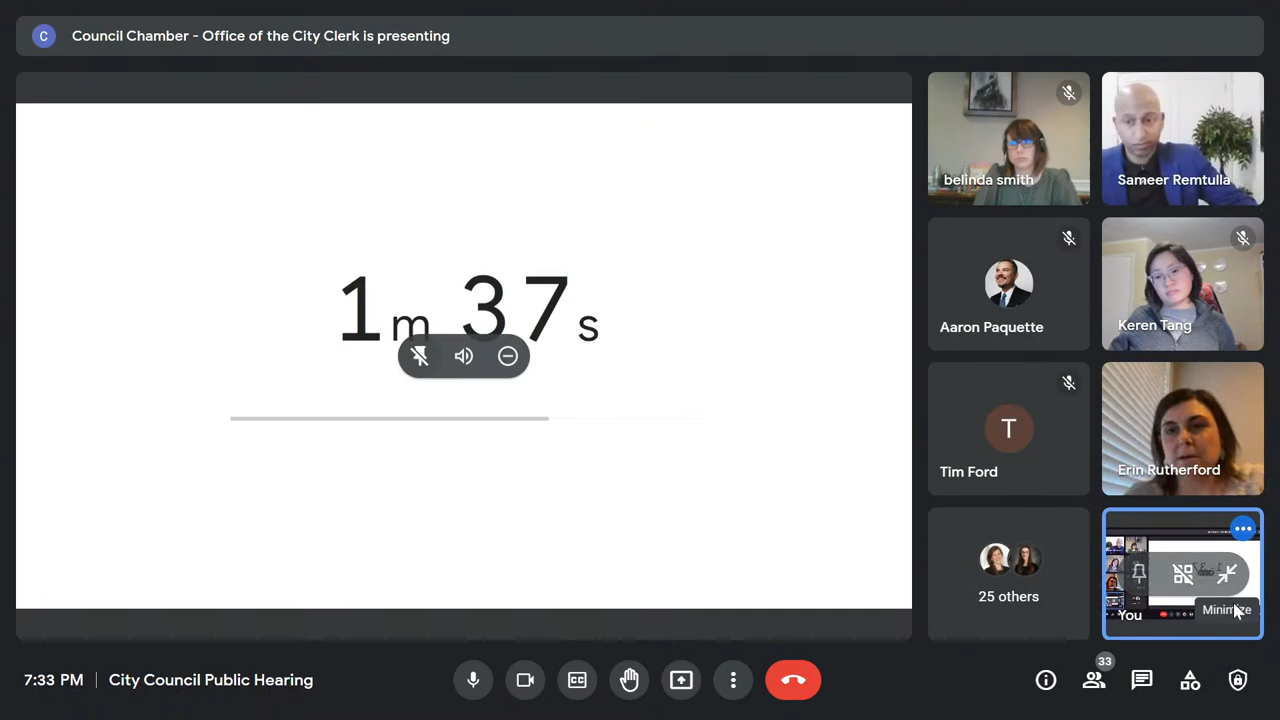 C
Council Chamber - Office of the City Clerk is presenting
1m 37s
belinda smith
Sameer Remtulla
Aaron Paquette
Keren Tang
T
Tim Ford
Erin Rutherford
25 others
You
Minimize
7:33 PM
City Council Public Hearing
CC
33